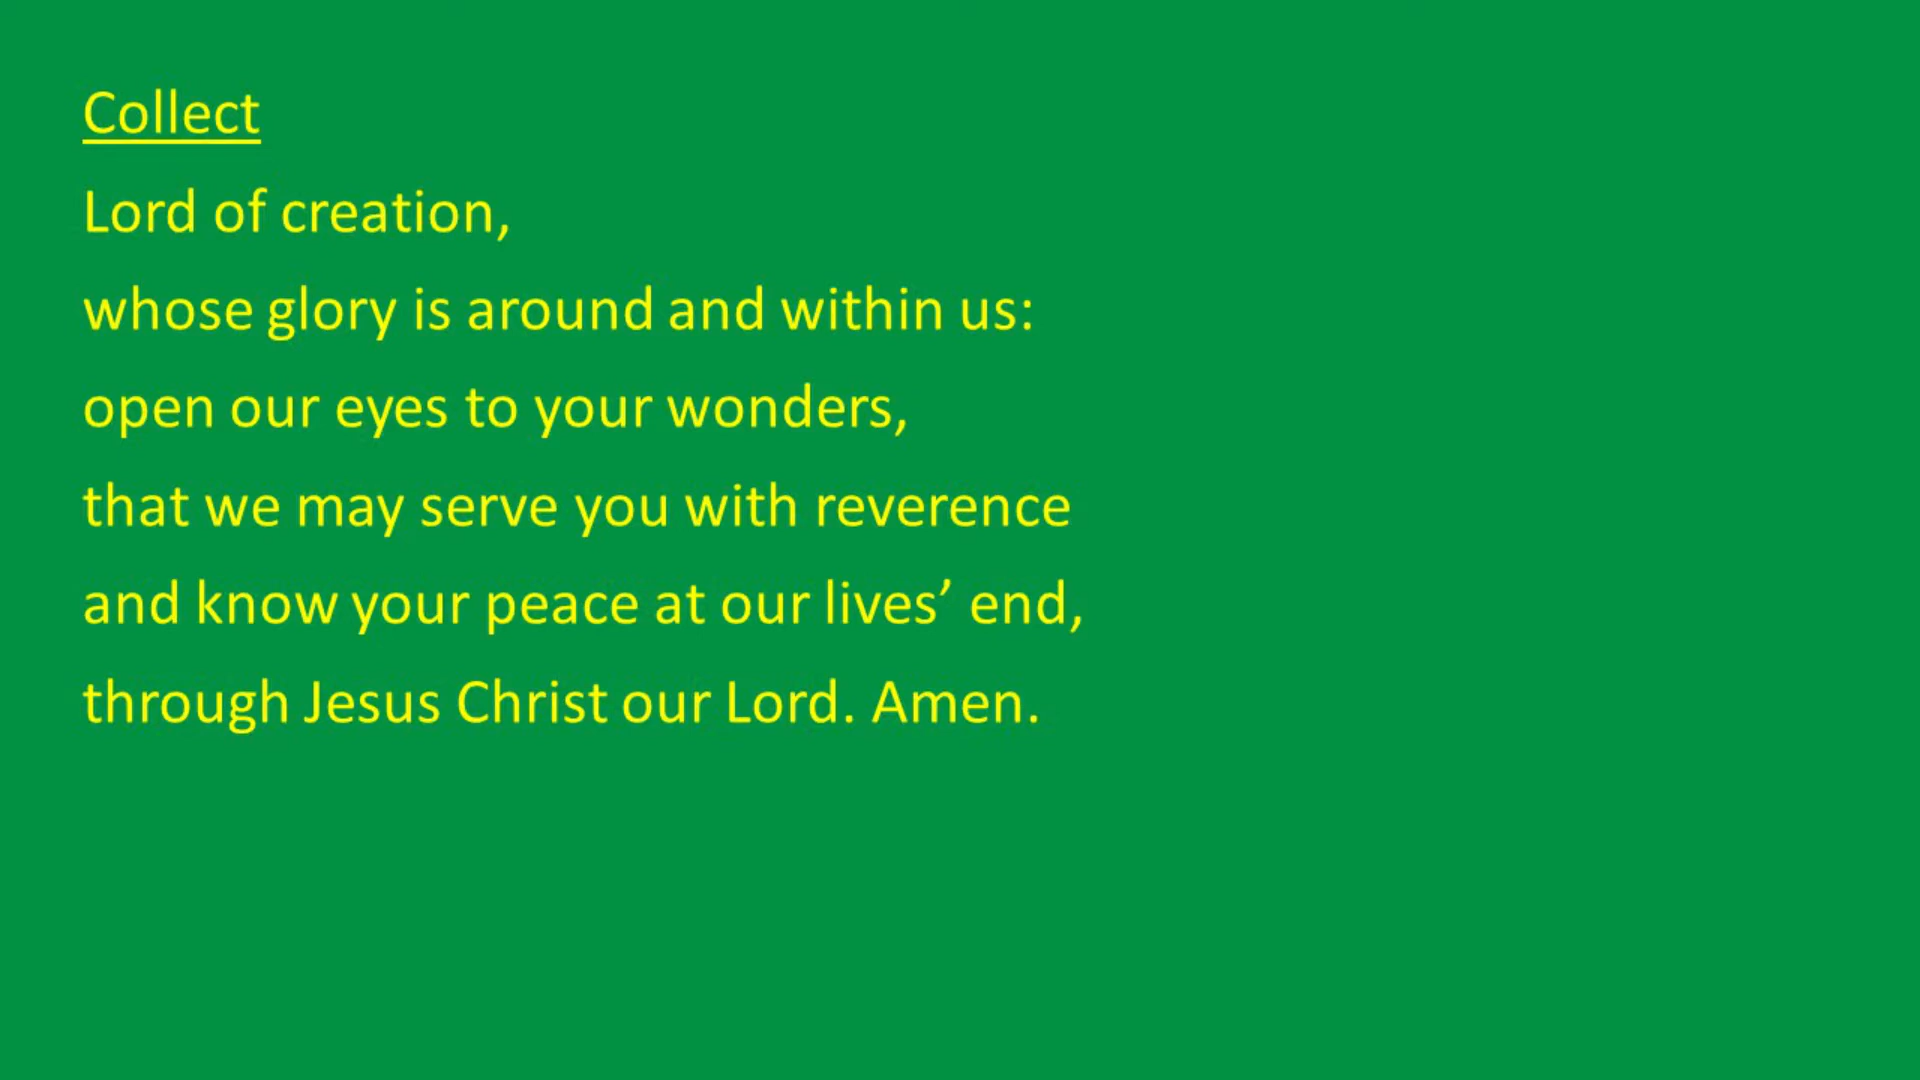 Collect
Lord of creation,
whose glory is around and within us:
open our eyes to your wonders,
that we may serve you with reverence
and know your peace at our lives’ end,
through Jesus Christ our Lord. Amen.